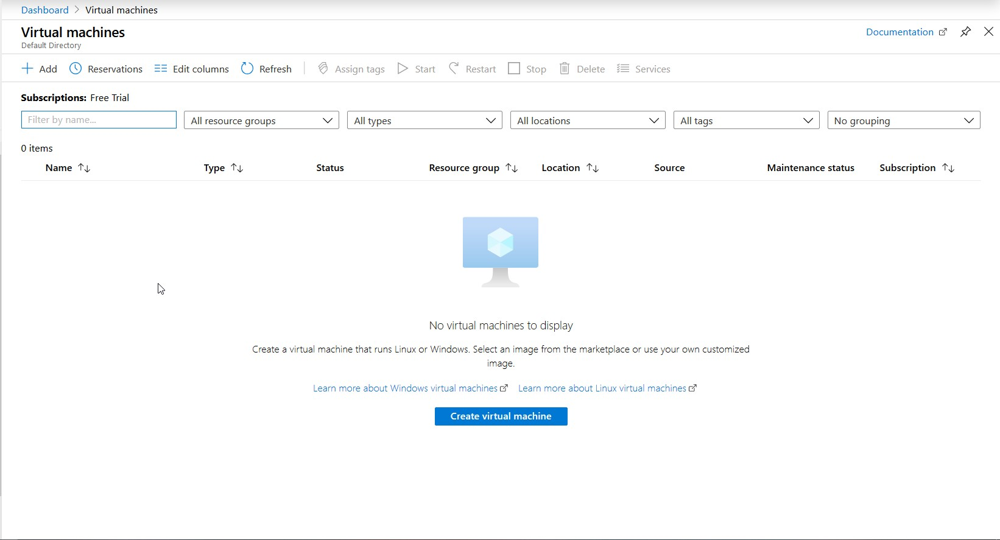 Dashboard > Virtual machines
Virtual machines
Documentation
Default Directory
Add Reservations Edit columns Refresh Assign tags Start Restart Stop Delete Services
Subscriptions: Free Trial
Filter by name... All resource groups All types All locations All tags No grouping
0 items
Name Type Status Resource group Location Source Maintenance status Subscription
No virtual machines to display
Create a virtual machine that runs Linux or Windows. Select an image from the marketplace or use your own customized
image.
Learn more about Windows virtual machines Learn more about Linux virtual machines
Create virtual machine